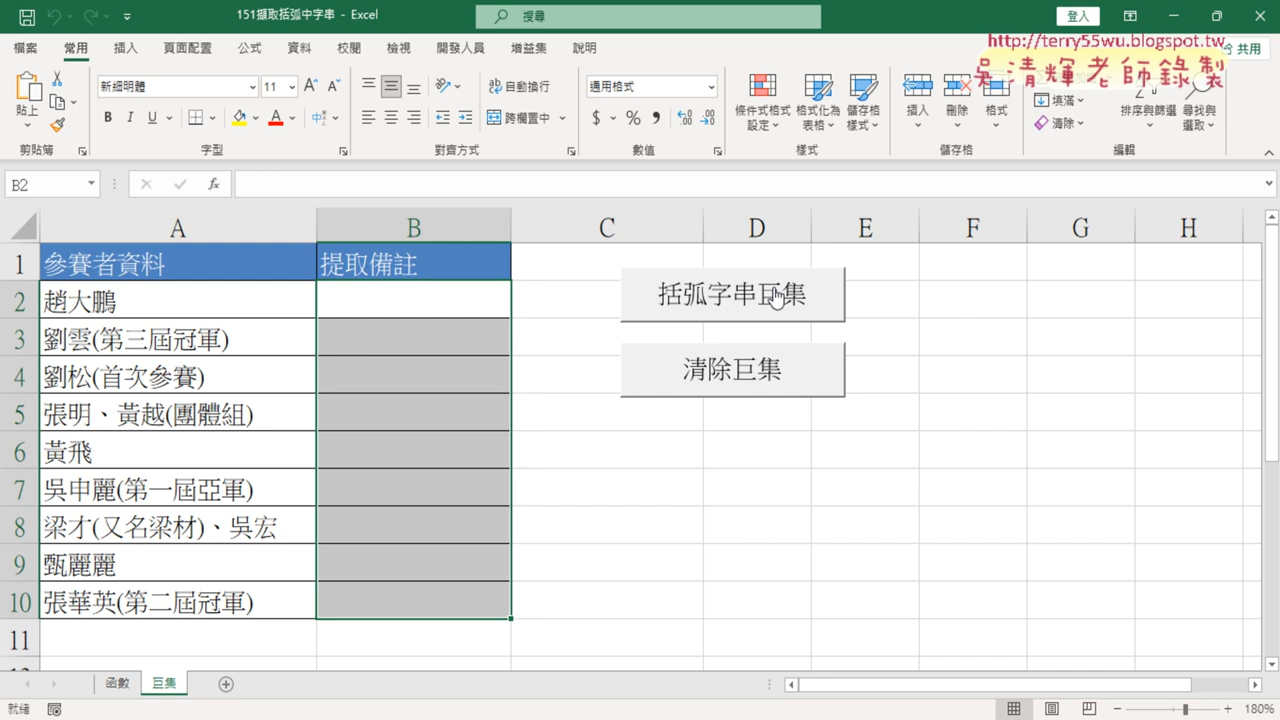 151擷取括弧中字串 - Excel
搜尋
登入
檔案 常用 插入 頁面配置 公式 資料 校閱 檢視 開發人員 增益集 說明
共用
http://terry55wu.blogspot.tw
吳清輝老師錄製
貼上
新細明體 11
B I U
自動換行
跨欄置中
通用格式
$ %
條件式格式設定
格式化為表格
儲存格樣式
插入 刪除 格式
填滿
清除
排序與篩選
尋找與選取
剪貼簿 字型 對齊方式 數值 樣式 儲存格 編輯
B2 fx
A B C D E F G H
1 參賽者資料 提取備註
2 趙大鵬
3 劉雲(第三屆冠軍)
4 劉松(首次參賽)
5 張明、黃越(團體組)
6 黃飛
7 吳申麗(第一屆亞軍)
8 梁才(又名梁材)、吳宏
9 甄麗麗
10 張華英(第二屆冠軍)
11
括弧字串巨集
清除巨集
函數 巨集
就緒
180%